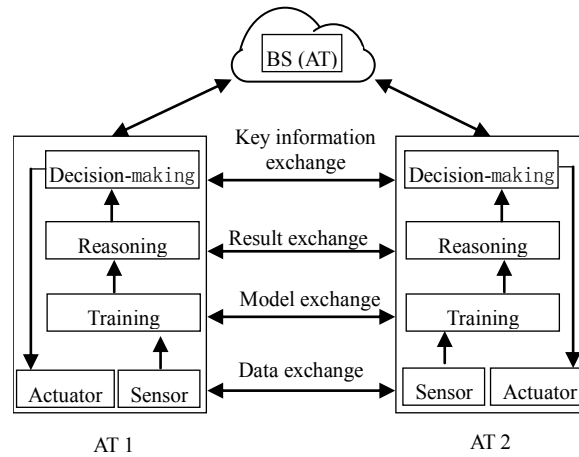 BS (AT)
Key information
exchange
Decision-making
Decision-making
Reasoning
Result exchange
Reasoning
Model exchange
Training
Training
Data exchange
Actuator
Sensor
Sensor
Actuator
AT 1
AT 2